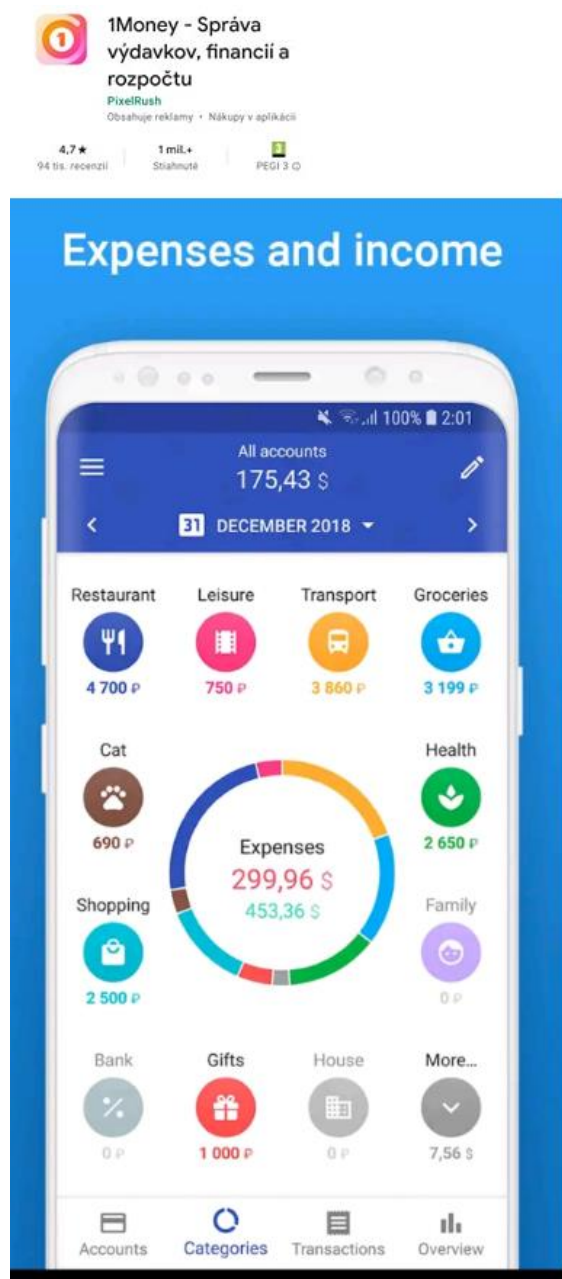 1Money - Správa
výdavkov, financií a
rozpočtu
PixelRush
Obsahuje reklamy • Nákupy v aplikácii
4,7★ 1 mil.+ 3
94 tis. recenzií Stiahnuté PEGI 3
Expenses and income
100% 2:01
All accounts
175,43 $
31 DECEMBER 2018
Restaurant Leisure Transport Groceries
4 700 ₽ 750 ₽ 3 860 ₽ 3 199 ₽
Cat Health
690 ₽ 2 650 ₽
Expenses
299,96 $
453,36 $
Shopping Family
2 500 ₽ 0 ₽
Bank Gifts House More...
0 ₽ 1 000 ₽ 0 ₽ 7,56 $
Accounts Categories Transactions Overview